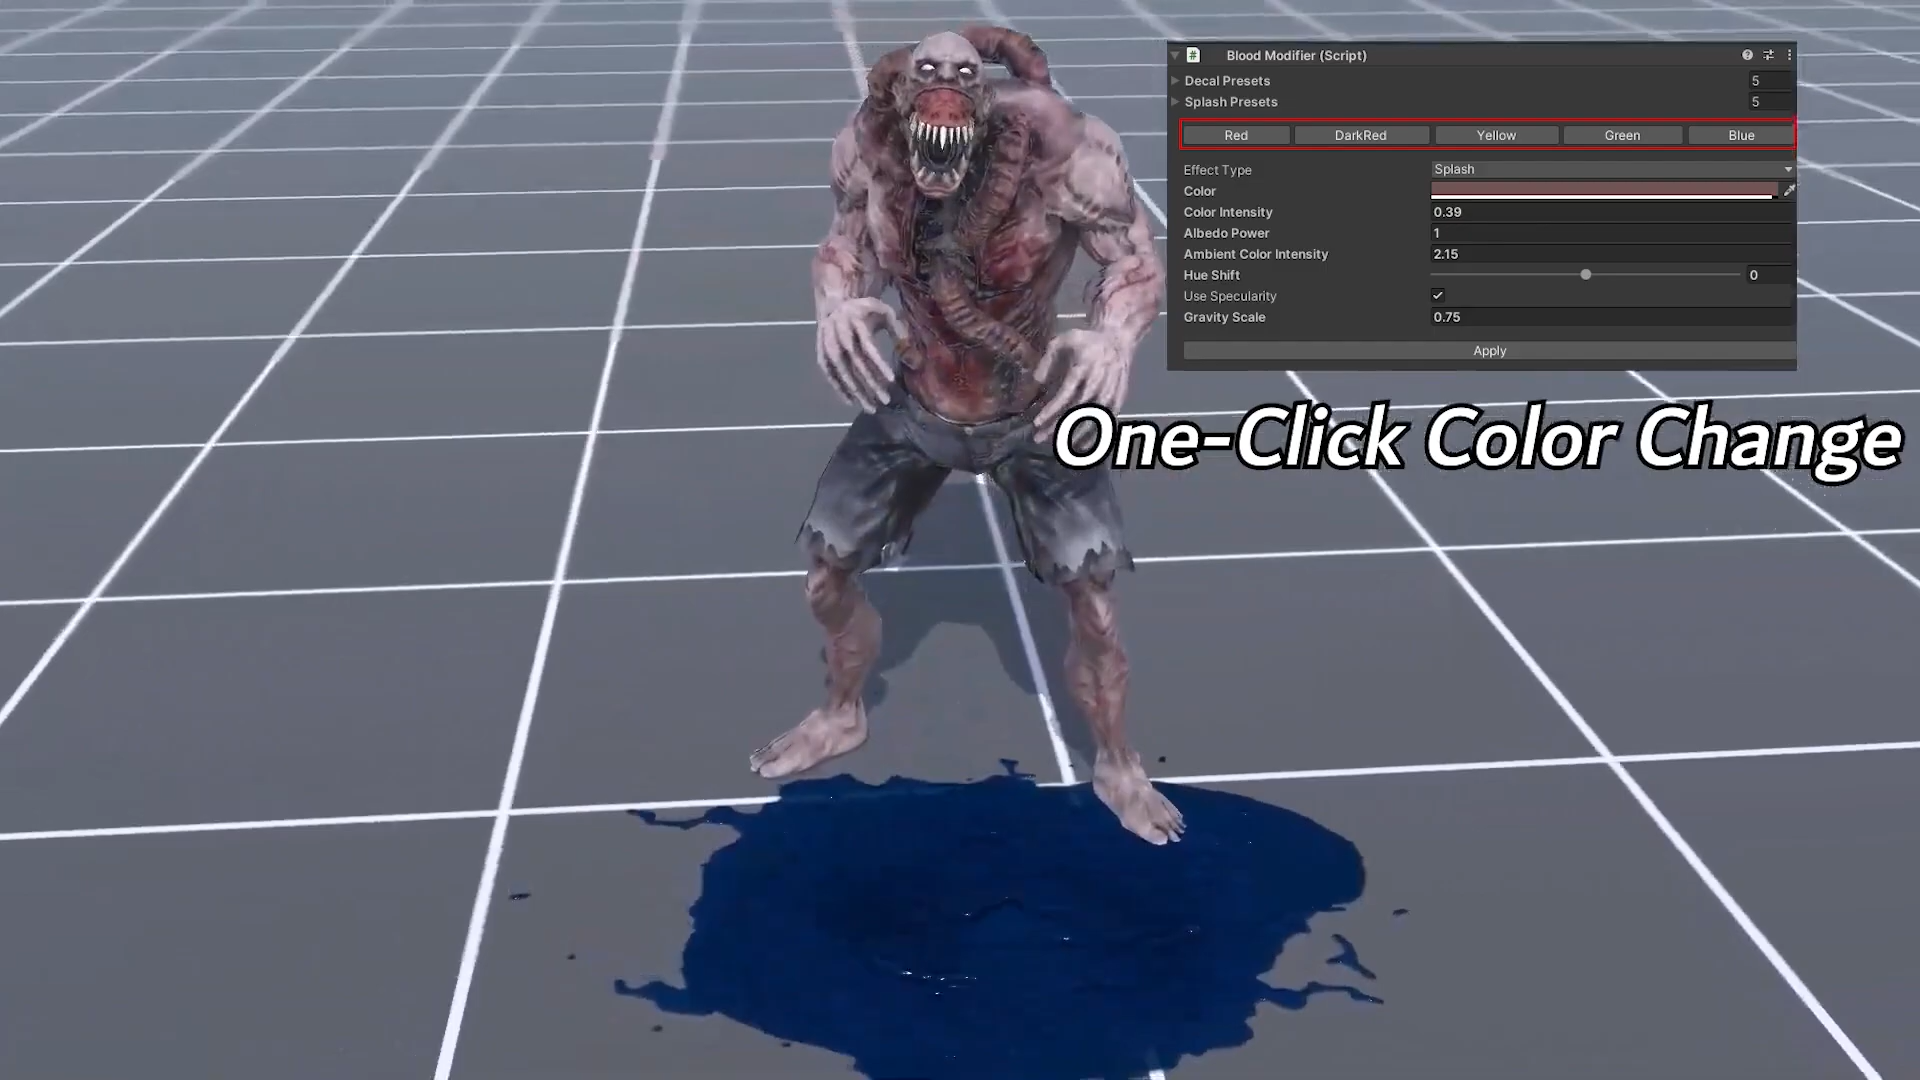 Blood Modifier (Script)
Decal Presets 5
Splash Presets 5
Red DarkRed Yellow Green Blue
Effect Type Splash
Color
Color Intensity 0.39
Albedo Power 1
Ambient Color Intensity 2.15
Hue Shift 0
Use Specularity
Gravity Scale 0.75
Apply
One-Click Color Change